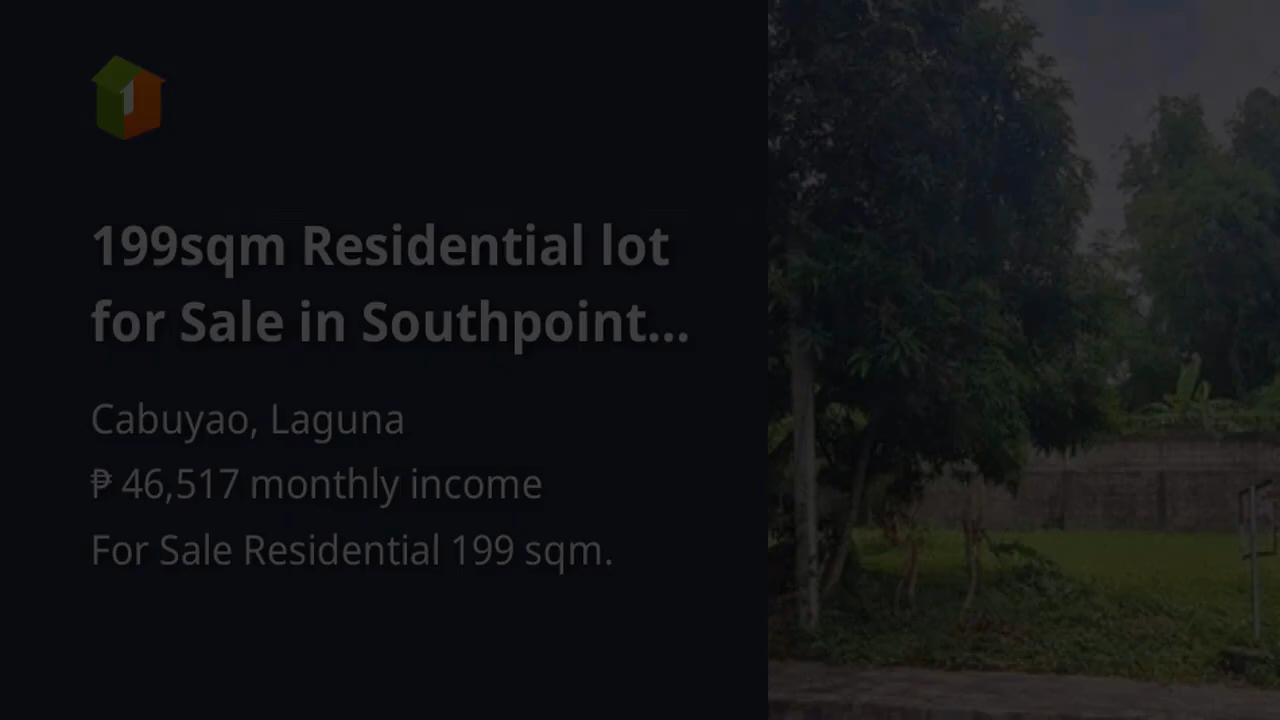 199sqm Residential lot
for Sale in Southpoint...
Cabuyao, Laguna
₱ 46,517 monthly income
For Sale Residential 199 sqm.